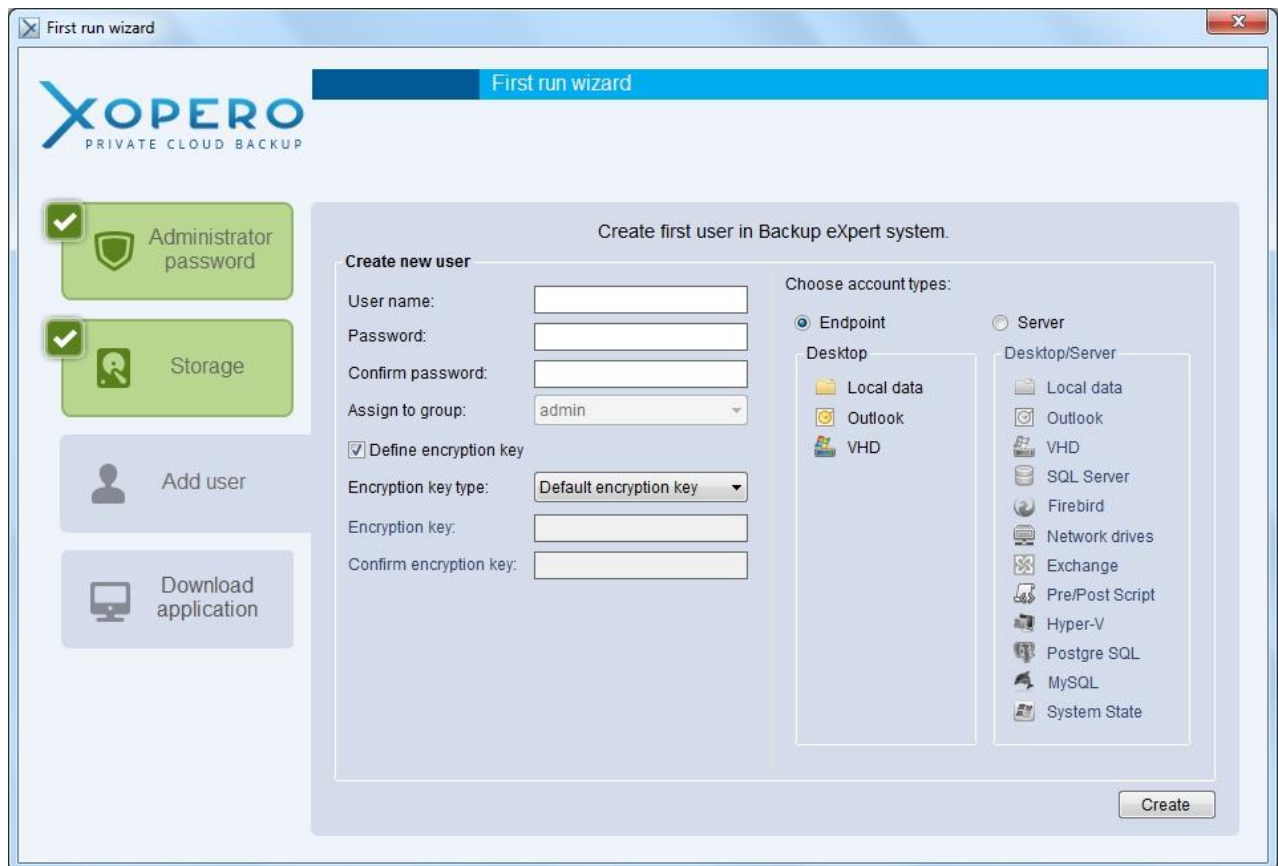 First run wizard
First run wizard
XOPERO
PRIVATE CLOUD BACKUP
Administrator
password
Storage
Add user
Download
application
Create first user in Backup eXpert system.
Create new user
User name:
Password:
Confirm password:
Assign to group: admin
Define encryption key
Encryption key type: Default encryption key
Encryption key:
Confirm encryption key:
Choose account types:
Endpoint
Desktop
Local data
Outlook
VHD
Server
Desktop/Server
Local data
Outlook
VHD
SQL Server
Firebird
Network drives
Exchange
Pre/Post Script
Hyper-V
Postgre SQL
MySQL
System State
Create